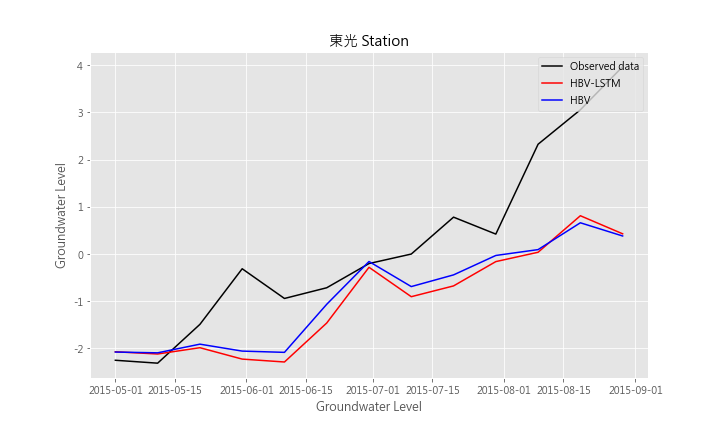 東光 Station
Observed data
HBV-LSTM
HBV
Groundwater Level
4
3
2
1
0
-1
-2
2015-05-01 2015-05-15 2015-06-01 2015-06-15 2015-07-01 2015-07-15 2015-08-01 2015-08-15 2015-09-01
Groundwater Level